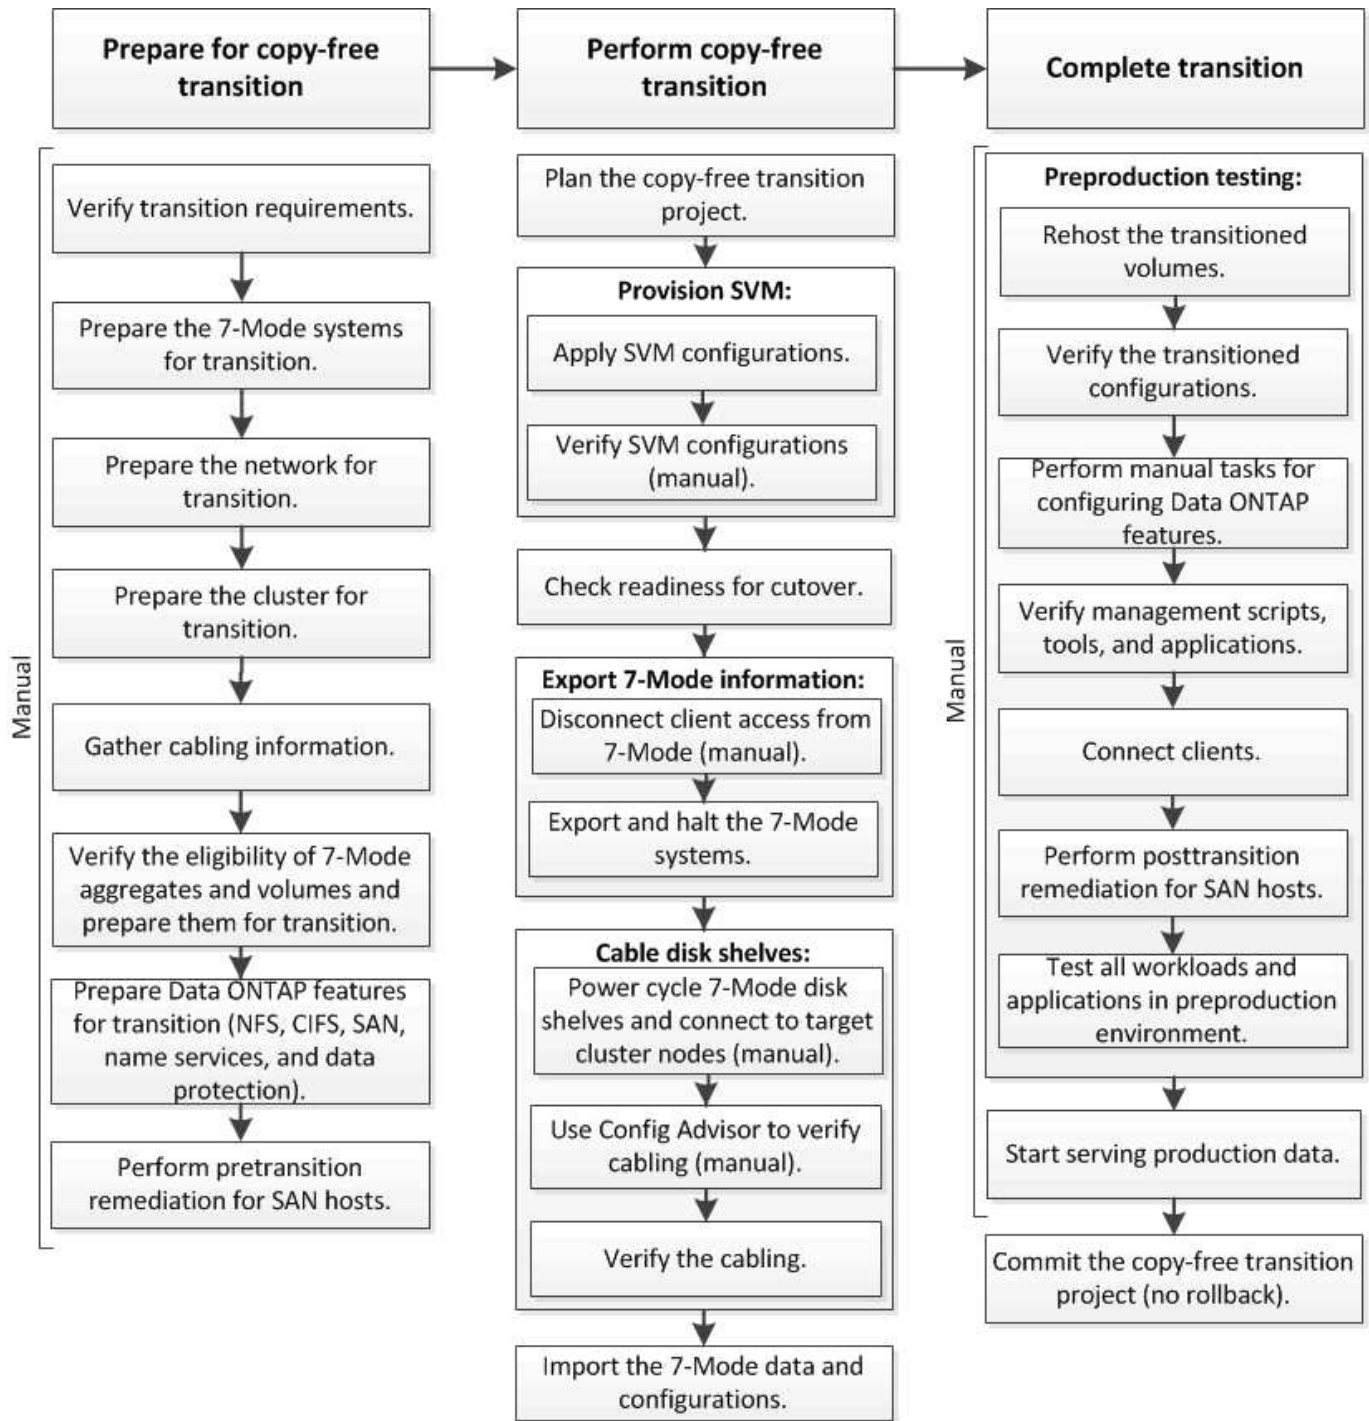 Prepare for copy-free
transition
Perform copy-free
transition
Complete transition
Manual
Verify transition requirements.
Prepare the 7-Mode systems
for transition.
Prepare the network for
transition.
Prepare the cluster for
transition.
Gather cabling information.
Verify the eligibility of 7-Mode
aggregates and volumes and
prepare them for transition.
Prepare Data ONTAP features
for transition (NFS, CIFS, SAN,
name services, and data
protection).
Perform pretransition
remediation for SAN hosts.
Plan the copy-free transition
project.
Provision SVM:
Apply SVM configurations.
Verify SVM configurations
(manual).
Check readiness for cutover.
Export 7-Mode information:
Disconnect client access from
7-Mode (manual).
Export and halt the 7-Mode
systems.
Cable disk shelves:
Power cycle 7-Mode disk
shelves and connect to target
cluster nodes (manual).
Use Config Advisor to verify
cabling (manual).
Verify the cabling.
Import the 7-Mode data and
configurations.
Manual
Preproduction testing:
Rehost the transitioned
volumes.
Verify the transitioned
configurations.
Perform manual tasks for
configuring Data ONTAP
features.
Verify management scripts,
tools, and applications.
Connect clients.
Perform posttransition
remediation for SAN hosts.
Test all workloads and
applications in preproduction
environment.
Start serving production data.
Commit the copy-free transition
project (no rollback).